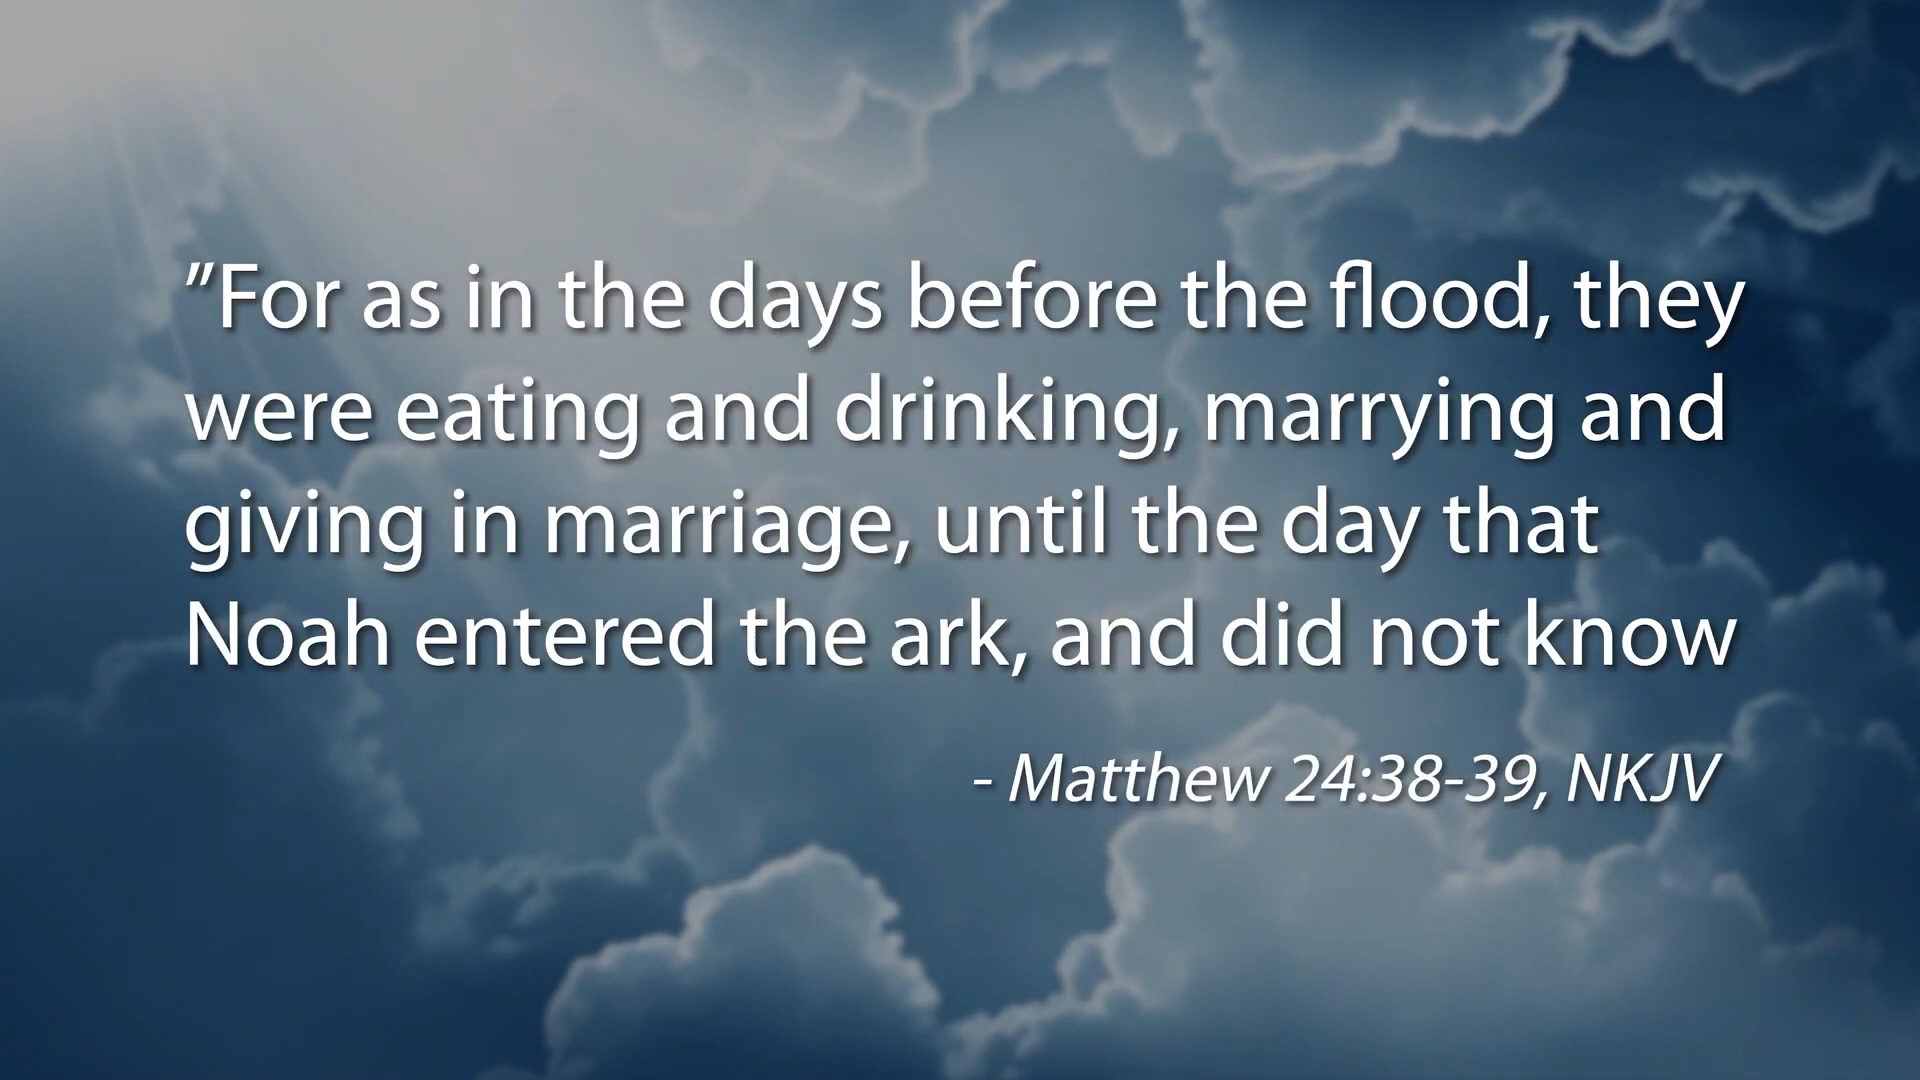 ”For as in the days before the flood, they
were eating and drinking, marrying and
giving in marriage, until the day that
Noah entered the ark, and did not know
- Matthew 24:38-39, NKJV